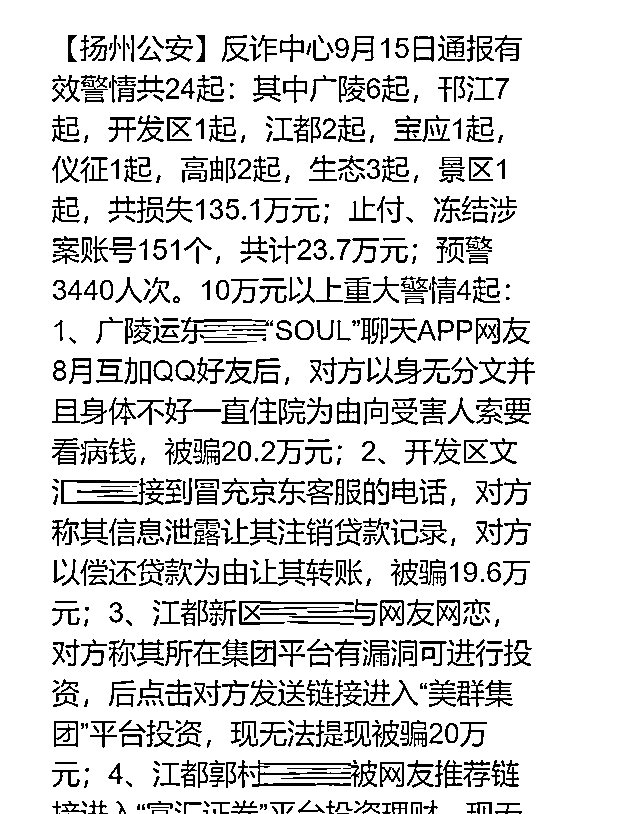 【扬州公安】反诈中心9月15日通报有
效警情共24起：其中广陵6起，邗江7
起，开发区1起，江都2起，宝应1起，
仪征1起，高邮2起，生态3起，景区1
起，共损失135.1万元；止付、冻结涉
案账号151个，共计23.7万元；预警
3440人次。10万元以上重大警情4起：
1、广陵运东“SOUL”聊天APP网友
8月互加QQ好友后，对方以身无分文并
且身体不好一直住院为由向受害人索要
看病钱，被骗20.2万元；2、开发区文
汇接到冒充京东客服的电话，对方
称其信息泄露让其注销贷款记录，对方
以偿还贷款为由让其转账，被骗19.6万
元；3、江都新区与网友网恋，
对方称其所在集团平台有漏洞可进行投
资，后点击对方发送链接进入“美群集
团”平台投资，现无法提现被骗20万
元；4、江都郭村被网友推荐链
接进入“富汇证券”平台投资理财，现无